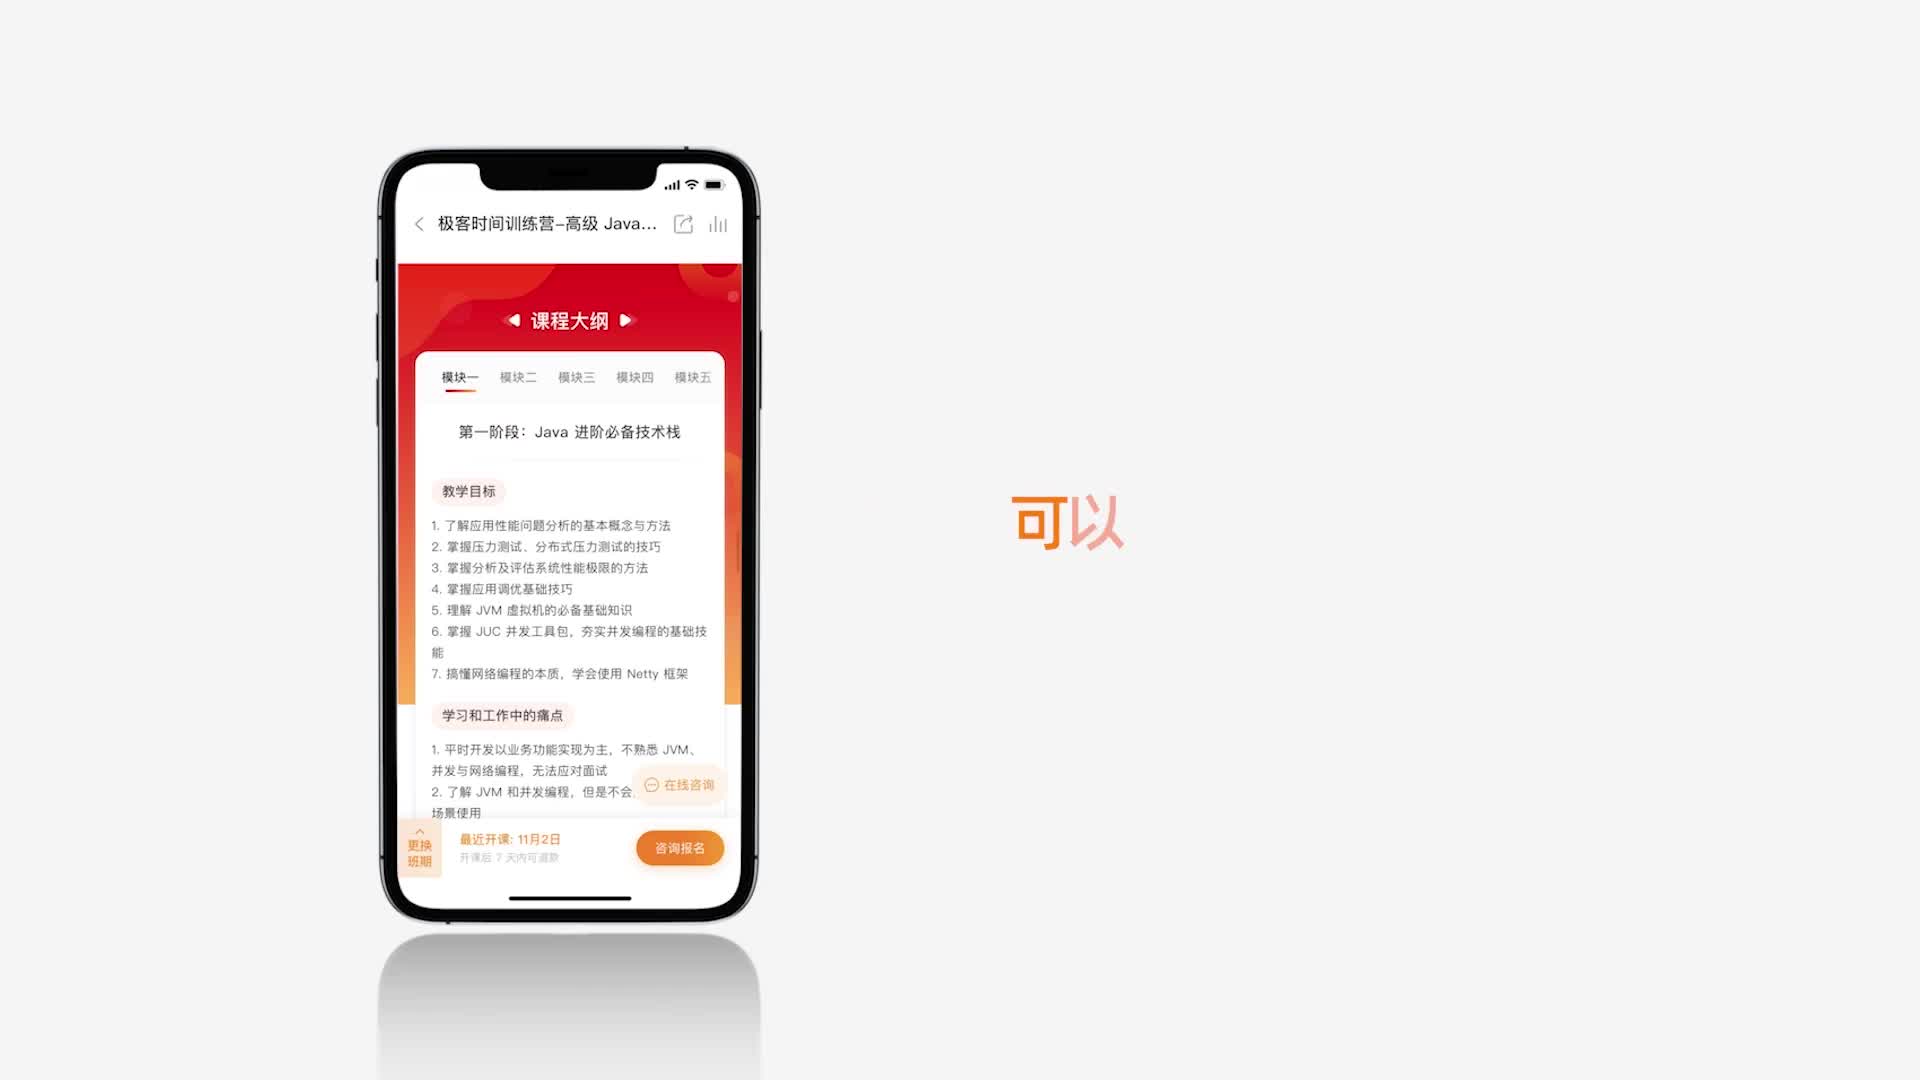 极客时间训练营-高级 Java...
课程大纲
模块一 模块二 模块三 模块四 模块五
第一阶段：Java 进阶必备技术栈
教学目标
1. 了解应用性能问题分析的基本概念与方法
2. 掌握压力测试、分布式压力测试的技巧
3. 掌握分析及评估系统性能极限的方法
4. 掌握应用调优基础技巧
5. 理解 JVM 虚拟机的必备基础知识
6. 掌握 JUC 并发工具包，夯实并发编程的基础技
能
7. 搞懂网络编程的本质，学会使用 Netty 框架
学习和工作中的痛点
1. 平时开发以业务功能实现为主，不熟悉 JVM、
并发与网络编程，无法应对面试
2. 了解 JVM 和并发编程，但是不会
场景使用
在线咨询
更换
班期
最近开课: 11月2日
开课后 7 天内可退款
咨询报名
可以